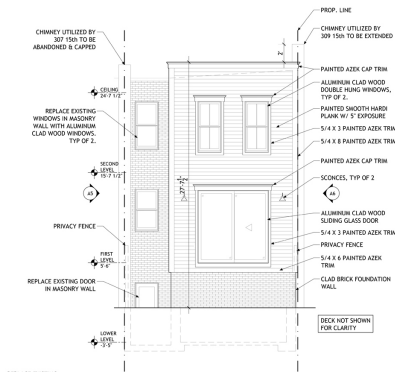 CHIMNEY UTILIZED BY
307 15th TO BE
ABANDONED & CAPPED
CEILING
24'-7 1/2"
REPLACE EXISTING
WINDOWS IN MASONRY
WALL WITH ALUMINUM
CLAD WOOD WINDOWS.
TYP OF 2.
SECOND
LEVEL
15'-7 1/2"
A5
PRIVACY FENCE
FIRST
LEVEL
5'-6"
REPLACE EXISTING DOOR
IN MASONRY WALL
LOWER
LEVEL
-3'-5"
PROP. LINE
CHIMNEY UTILIZED BY
309 15th TO BE EXTENDED
PAINTED AZEK CAP TRIM
ALUMINUM CLAD WOOD
DOUBLE HUNG WINDOWS,
TYP OF 2.
PAINTED SMOOTH HARDI
PLANK W/ 5" EXPOSURE
5/4 X 3 PAINTED AZEK TRIM
5/4 X 8 PAINTED AZEK TRIM
PAINTED AZEK CAP TRIM
SCONCES, TYP OF 2
A6
ALUMINUM CLAD WOOD
SLIDING GLASS DOOR
5/4 X 3 PAINTED AZEK TRIM
PRIVACY FENCE
5/4 X 6 PAINTED AZEK
TRIM
CLAD BRICK FOUNDATION
WALL
DECK NOT SHOWN
FOR CLARITY